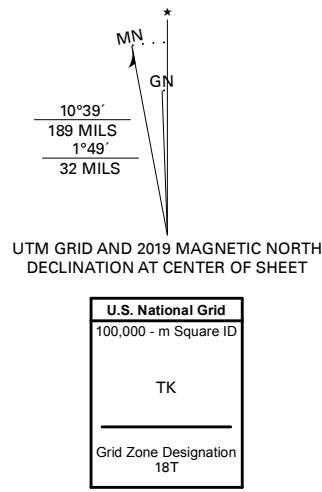 ★
MN
GN
10°39´
189 MILS
1°49´
32 MILS
UTM GRID AND 2019 MAGNETIC NORTH
DECLINATION AT CENTER OF SHEET
U.S. National Grid
100,000 - m Square ID
TK
Grid Zone Designation
18T